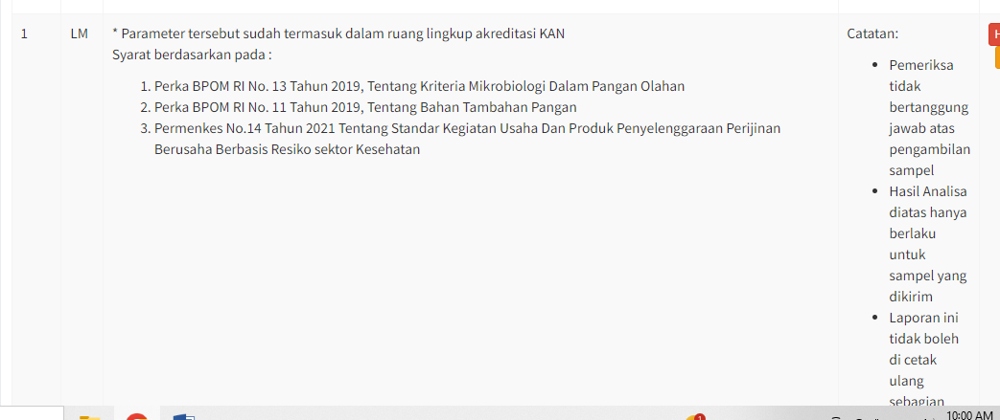 1
LM
* Parameter tersebut sudah termasuk dalam ruang lingkup akreditasi KAN
Syarat berdasarkan pada :
1. Perka BPOM RI No. 13 Tahun 2019, Tentang Kriteria Mikrobiologi Dalam Pangan Olahan
2. Perka BPOM RI No. 11 Tahun 2019, Tentang Bahan Tambahan Pangan
3. Permenkes No.14 Tahun 2021 Tentang Standar Kegiatan Usaha Dan Produk Penyelenggaraan Perijinan
Berusaha Berbasis Resiko sektor Kesehatan
Catatan:
• Pemeriksa
tidak
bertanggung
jawab atas
pengambilan
sampel
• Hasil Analisa
diatas hanya
berlaku
untuk
sampel yang
dikirim
• Laporan ini
tidak boleh
di cetak
ulang
sebagian
10:00 AM